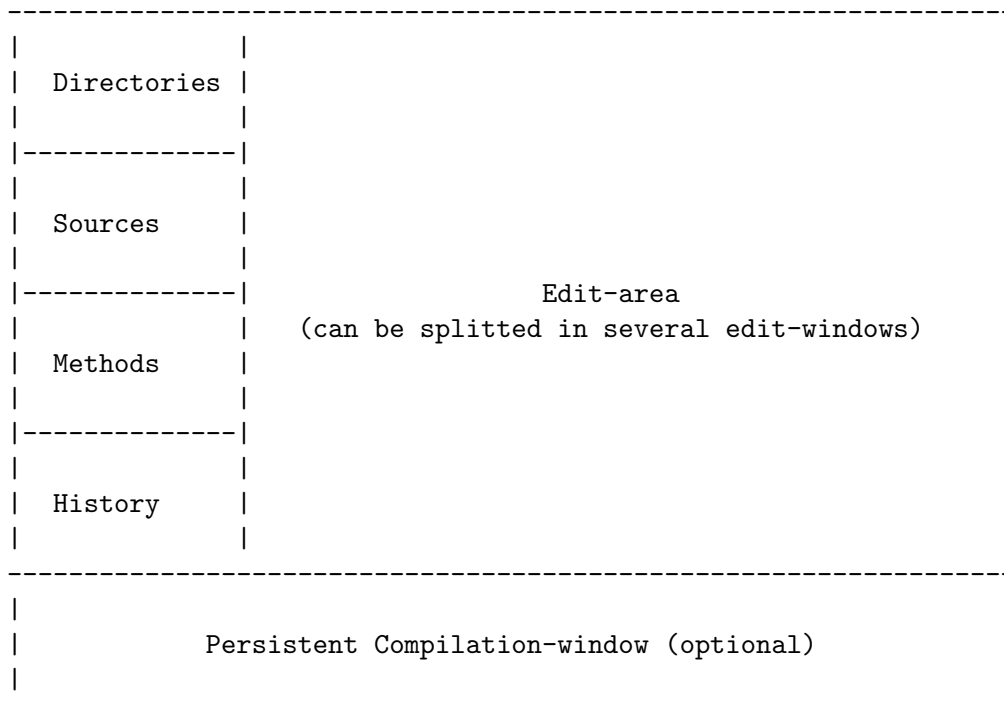 Directories
Sources
Edit-area
(can be splitted in several edit-windows)
Methods
History
Persistent Compilation-window (optional)